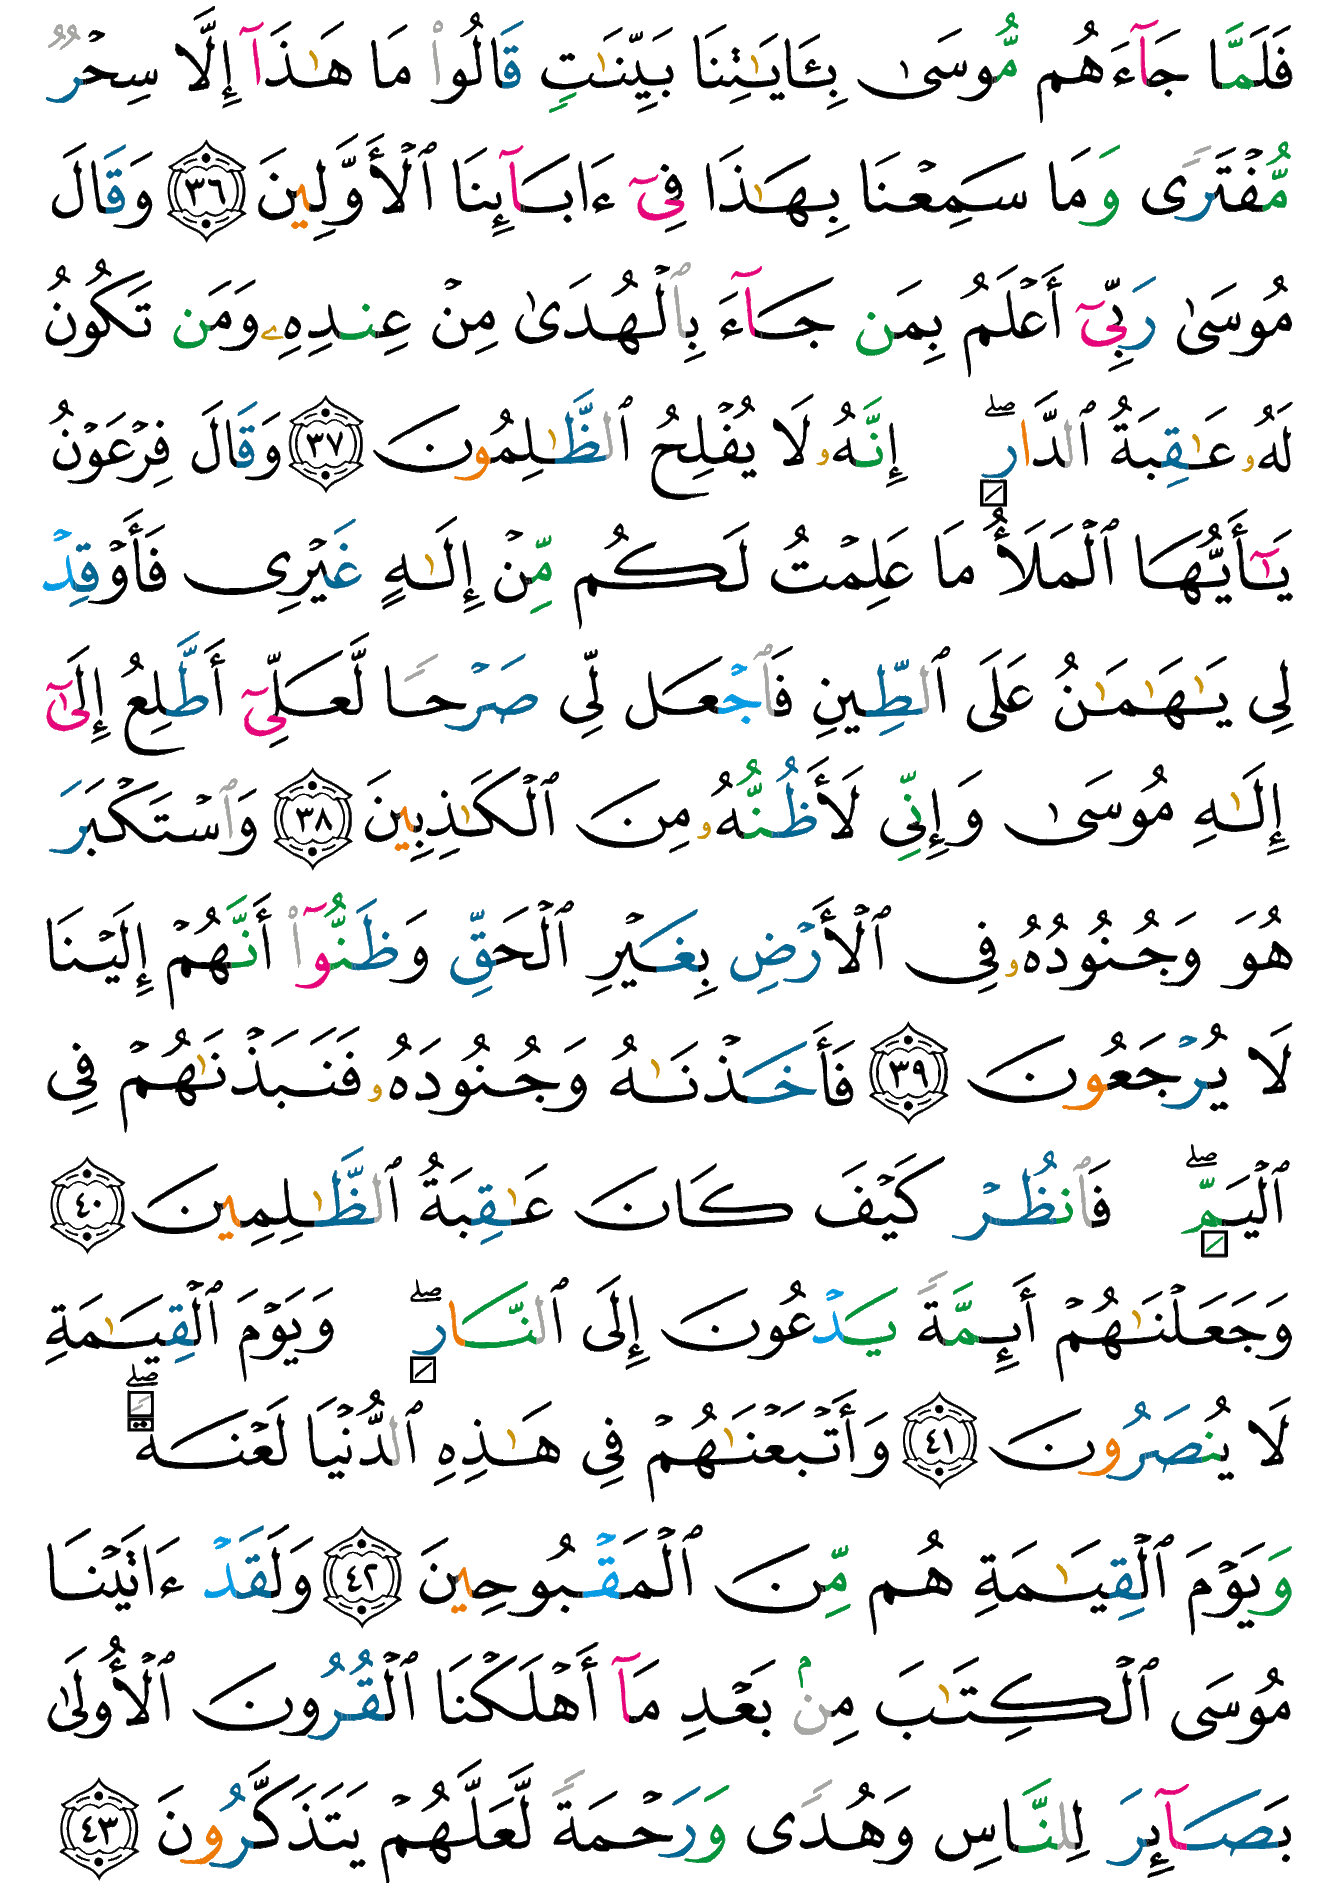 فَلَمَّا جَآءَهُم مُّوسَىٰ بِـَٔايَـٰتِنَا بَيِّنَـٰتٍ قَالُوا۟ مَا هَـٰذَآ إِلَّا سِحْرٌ
مُّفْتَرًى وَمَا سَمِعْنَا بِهَـٰذَا فِىٓ ءَابَآئِنَا ٱلْأَوَّلِينَ ٣٦ وَقَالَ
مُوسَىٰ رَبِّىٓ أَعْلَمُ بِمَن جَآءَ بِٱلْهُدَىٰ مِنْ عِندِهِۦ وَمَن تَكُونُ
لَهُۥ عَـٰقِبَةُ ٱلدَّارِ ۖ إِنَّهُۥ لَا يُفْلِحُ ٱلظَّـٰلِمُونَ ٣٧ وَقَالَ فِرْعَوْنُ
يَـٰٓأَيُّهَا ٱلْمَلَأُ مَا عَلِمْتُ لَكُم مِّنْ إِلَـٰهٍ غَيْرِى فَأَوْقِدْ
لِى يَـٰهَـٰمَـٰنُ عَلَى ٱلطِّينِ فَٱجْعَل لِّى صَرْحًا لَّعَلِّىٓ أَطَّلِعُ إِلَىٰٓ
إِلَـٰهِ مُوسَىٰ وَإِنِّى لَأَظُنُّهُۥ مِنَ ٱلْكَـٰذِبِينَ ٣٨ وَٱسْتَكْبَرَ
هُوَ وَجُنُودُهُۥ فِى ٱلْأَرْضِ بِغَيْرِ ٱلْحَقِّ وَظَنُّوٓا۟ أَنَّهُمْ إِلَيْنَا
لَا يُرْجَعُونَ ٣٩ فَأَخَذْنَـٰهُ وَجُنُودَهُۥ فَنَبَذْنَـٰهُمْ فِى
ٱلْيَمِّ ۖ فَٱنظُرْ كَيْفَ كَانَ عَـٰقِبَةُ ٱلظَّـٰلِمِينَ ٤٠
وَجَعَلْنَـٰهُمْ أَئِمَّةً يَدْعُونَ إِلَى ٱلنَّارِ ۖ وَيَوْمَ ٱلْقِيَـٰمَةِ
لَا يُنصَرُونَ ٤١ وَأَتْبَعْنَـٰهُمْ فِى هَـٰذِهِ ٱلدُّنْيَا لَعْنَةً ۖ
وَيَوْمَ ٱلْقِيَـٰمَةِ هُم مِّنَ ٱلْمَقْبُوحِينَ ٤٢ وَلَقَدْ ءَاتَيْنَا
مُوسَى ٱلْكِتَـٰبَ مِنۢ بَعْدِ مَآ أَهْلَكْنَا ٱلْقُرُونَ ٱلْأُولَىٰ
بَصَآئِرَ لِلنَّاسِ وَهُدًى وَرَحْمَةً لَّعَلَّهُمْ يَتَذَكَّرُونَ ٤٣